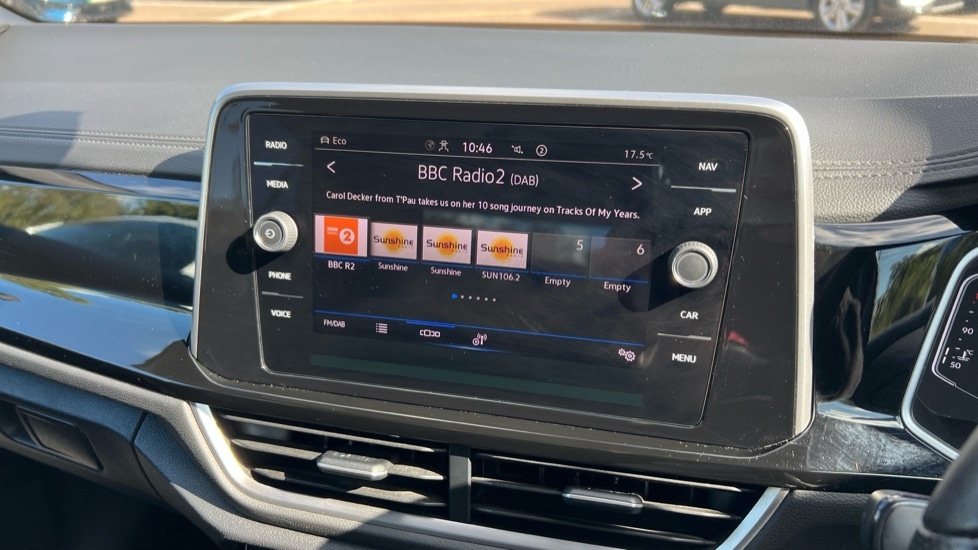 Eco 10:46 2 17.5°C
RADIO
MEDIA
PHONE
VOICE
NAV
APP
CAR
MENU
< BBC Radio2 (DAB) >
Carol Decker from T'Pau takes us on her 10 song journey on Tracks Of My Years.
2 Sunshine Sunshine Sunshine 5 6
BBC R2 Sunshine Sunshine SUN106.2 Empty Empty
FM/DAB
90
°C
50